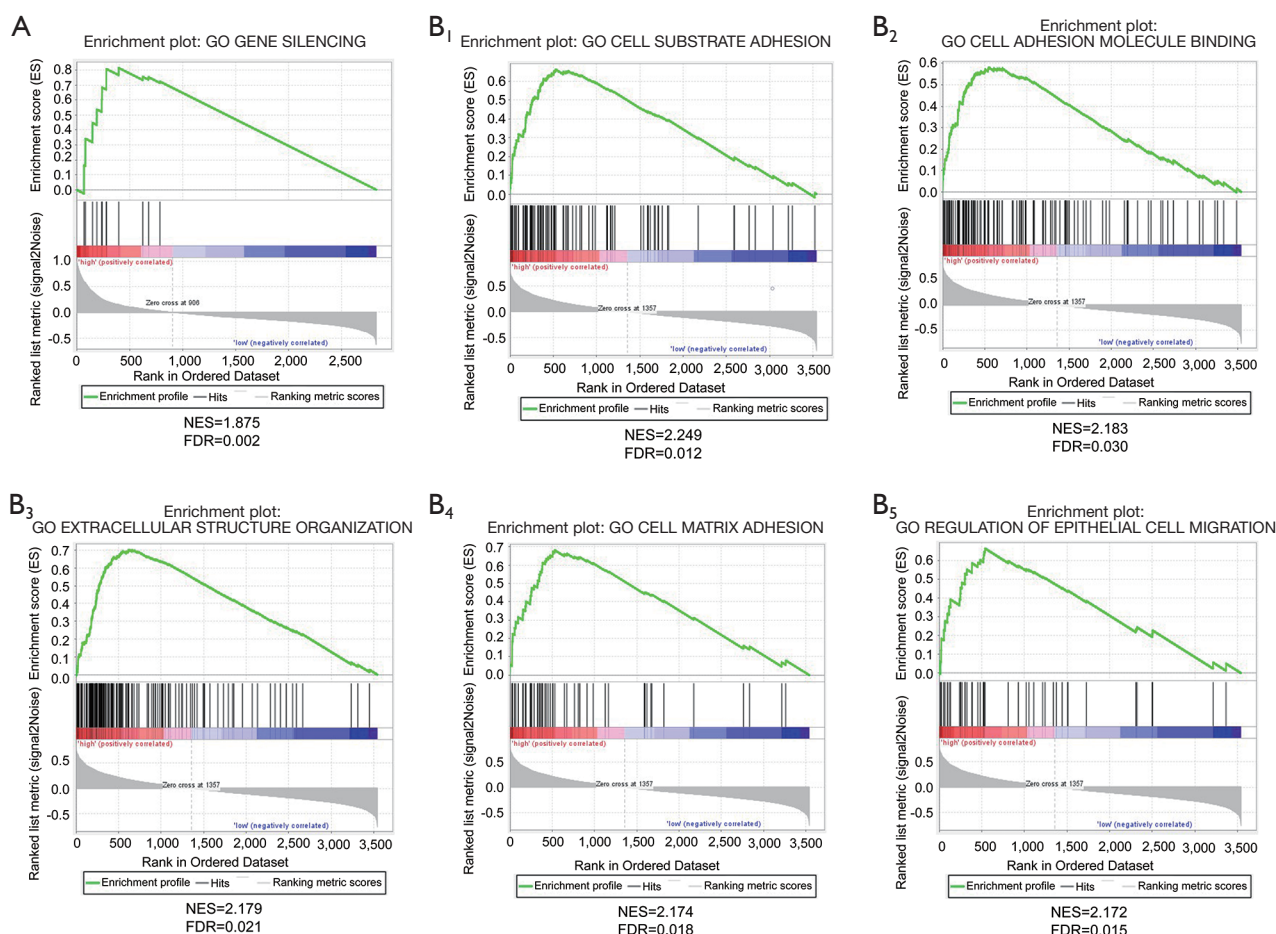 A
Enrichment plot: GO GENE SILENCING
Enrichment score (ES)
0.8
0.7
0.6
0.5
0.4
0.3
0.2
0.1
0.0
Ranked list metric (signal2Noise)
1.0
0.5
0.0
-0.5
'high' (positively correlated)
Zero cross at 906
'low' (negatively correlated)
0 500 1,000 1,500 2,000 2,500
Rank in Ordered Dataset
Enrichment profile Hits Ranking metric scores
NES=1.875
FDR=0.002
B1
Enrichment plot: GO CELL SUBSTRATE ADHESION
Enrichment score (ES)
0.6
0.5
0.4
0.3
0.2
0.1
0.0
Ranked list metric (signal2Noise)
0.5
0.0
-0.5
'high' (positively correlated)
Zero cross at 1357
'low' (negatively correlated)
0 500 1,000 1,500 2,000 2,500 3,000 3,500
Rank in Ordered Dataset
Enrichment profile Hits Ranking metric scores
NES=2.249
FDR=0.012
B2
Enrichment plot:
GO CELL ADHESION MOLECULE BINDING
Enrichment score (ES)
0.6
0.5
0.4
0.3
0.2
0.1
0.0
Ranked list metric (signal2Noise)
0.5
0.0
-0.5
'high' (positively correlated)
Zero cross at 1357
'low' (negatively correlated)
0 500 1,000 1,500 2,000 2,500 3,000 3,500
Rank in Ordered Dataset
Enrichment profile Hits Ranking metric scores
NES=2.183
FDR=0.030
B3
Enrichment plot:
GO EXTRACELLULAR STRUCTURE ORGANIZATION
Enrichment score (ES)
0.7
0.6
0.5
0.4
0.3
0.2
0.1
0.0
Ranked list metric (signal2Noise)
0.5
0.0
-0.5
'high' (positively correlated)
Zero cross at 1357
'low' (negatively correlated)
0 500 1,000 1,500 2,000 2,500 3,000 3,500
Rank in Ordered Dataset
Enrichment profile Hits Ranking metric scores
NES=2.179
FDR=0.021
B4
Enrichment plot: GO CELL MATRIX ADHESION
Enrichment score (ES)
0.7
0.6
0.5
0.4
0.3
0.2
0.1
0.0
Ranked list metric (signal2Noise)
0.5
0.0
-0.5
'high' (positively correlated)
Zero cross at 1357
'low' (negatively correlated)
0 500 1,000 1,500 2,000 2,500 3,000 3,500
Rank in Ordered Dataset
Enrichment profile Hits Ranking metric scores
NES=2.174
FDR=0.018
B5
Enrichment plot:
GO REGULATION OF EPITHELIAL CELL MIGRATION
Enrichment score (ES)
0.6
0.5
0.4
0.3
0.2
0.1
0.0
Ranked list metric (signal2Noise)
0.5
0.0
-0.5
'high' (positively correlated)
Zero cross at 1357
'low' (negatively correlated)
0 500 1,000 1,500 2,000 2,500 3,000 3,500
Rank in Ordered Dataset
Enrichment profile Hits Ranking metric scores
NES=2.172
FDR=0.015